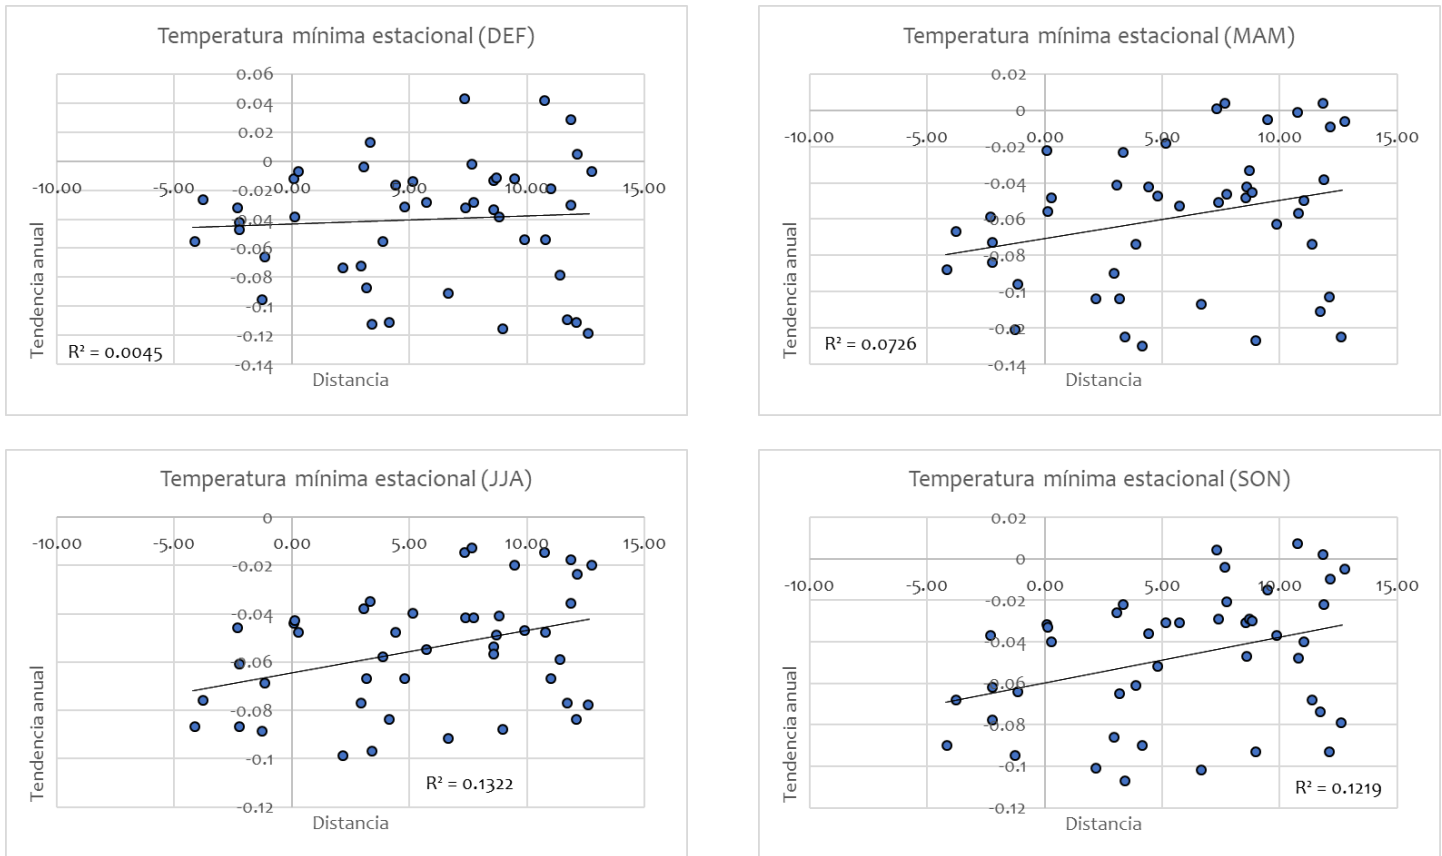 Temperatura mínima estacional (DEF)
0.06
0.04
0.02
0
-10.00 -5.00 0.00 5.00 10.00 15.00
-0.02
-0.04
-0.06
-0.08
-0.1
-0.12
-0.14
Tendencia anual
R² = 0.0045
Distancia
Temperatura mínima estacional (MAM)
0.02
0
-10.00 -5.00 0.00 5.00 10.00 15.00
-0.02
-0.04
-0.06
-0.08
-0.1
-0.12
-0.14
Tendencia anual
R² = 0.0726
Distancia
Temperatura mínima estacional (JJA)
0
-10.00 -5.00 0.00 5.00 10.00 15.00
-0.02
-0.04
-0.06
-0.08
-0.1
-0.12
Tendencia anual
R² = 0.1322
Distancia
Temperatura mínima estacional (SON)
0.02
0
-10.00 -5.00 0.00 5.00 10.00 15.00
-0.02
-0.04
-0.06
-0.08
-0.1
-0.12
Tendencia anual
R² = 0.1219
Distancia